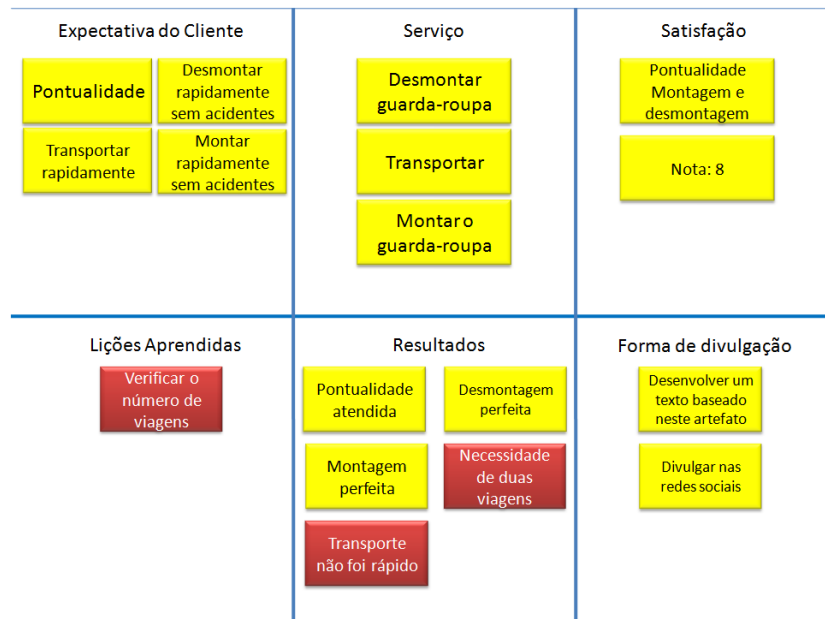 Expectativa do Cliente
Pontualidade
Desmontar
rapidamente
sem acidentes
Transportar
rapidamente
Montar
rapidamente
sem acidentes
Serviço
Desmontar
guarda-roupa
Transportar
Montar o
guarda-roupa
Satisfação
Pontualidade
Montagem e
desmontagem
Nota: 8
Lições Aprendidas
Verificar o
número de
viagens
Resultados
Pontualidade
atendida
Desmontagem
perfeita
Montagem
perfeita
Necessidade
de duas
viagens
Transporte
não foi rápido
Forma de divulgação
Desenvolver um
texto baseado
neste artefato
Divulgar nas
redes sociais